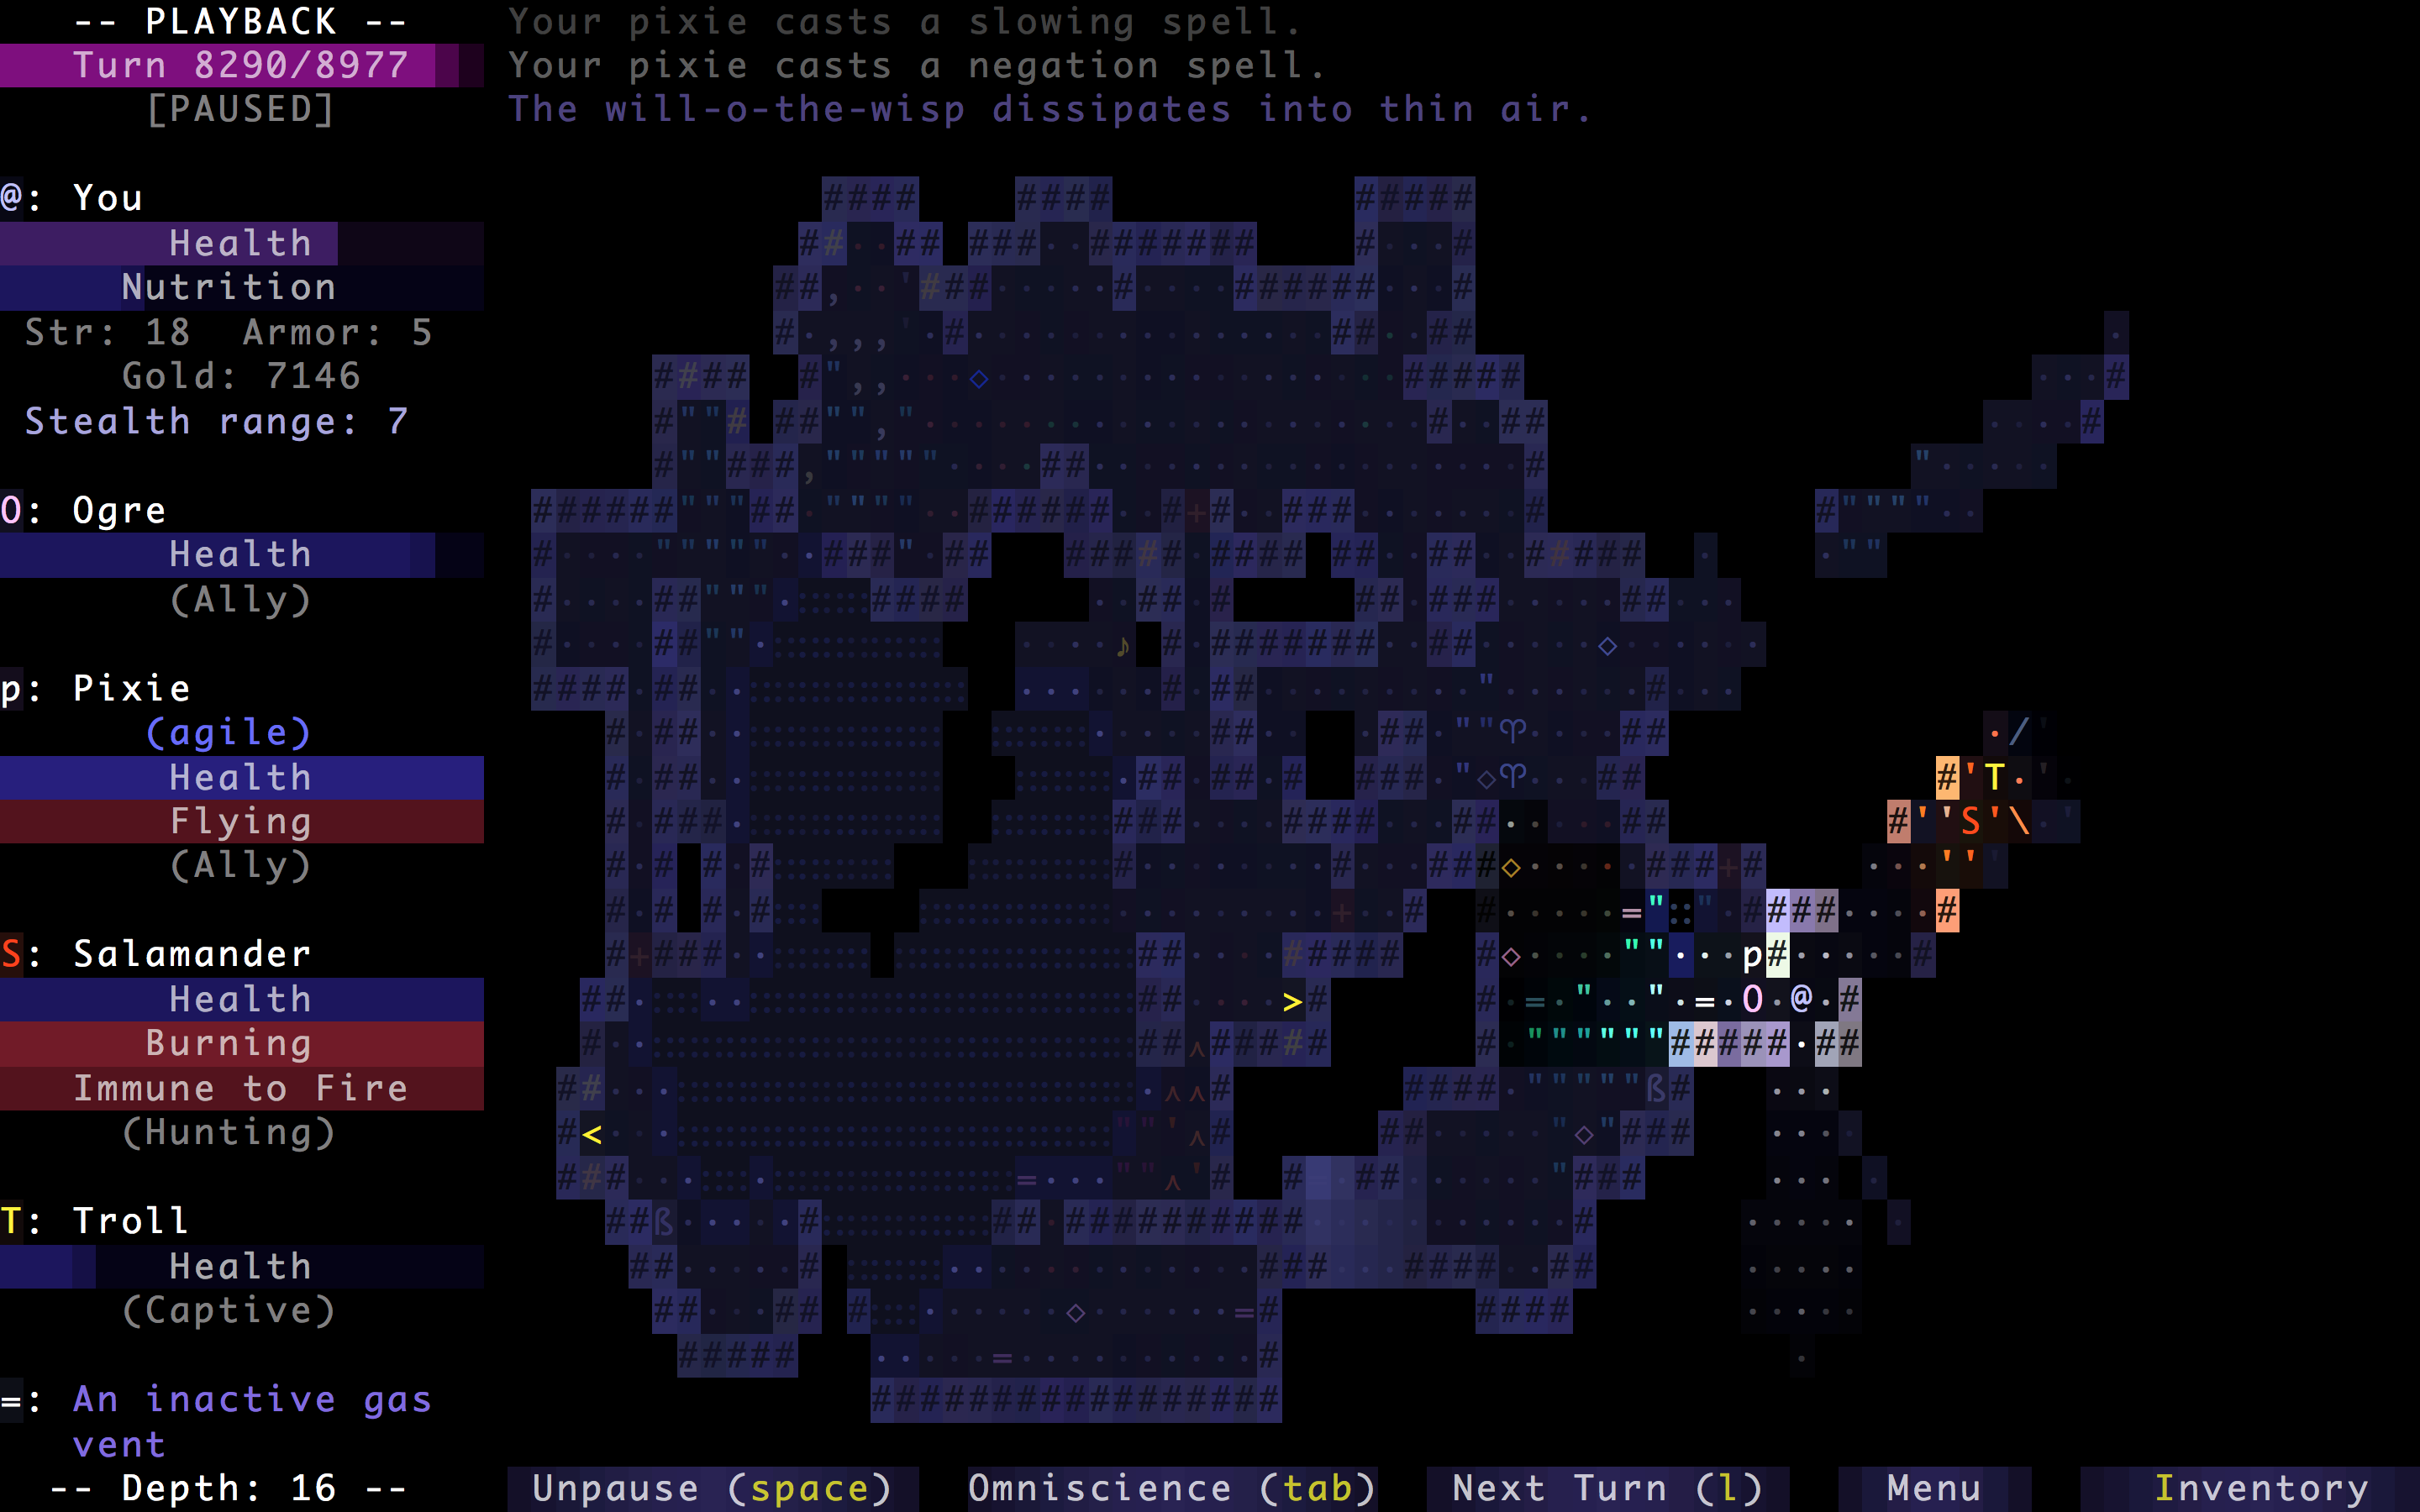 -- PLAYBACK --
Turn 8290/8977
[PAUSED]
Your pixie casts a slowing spell.
Your pixie casts a negation spell.
The will-o-the-wisp dissipates into thin air.
@: You
Health
Nutrition
Str: 18  Armor: 5
Gold: 7146
Stealth range: 7
O: Ogre
Health
(Ally)
p: Pixie
(agile)
Health
Flying
(Ally)
S: Salamander
Health
Burning
Immune to Fire
(Hunting)
T: Troll
Health
(Captive)
=: An inactive gas
vent
-- Depth: 16 --
Unpause (space)
Omniscience (tab)
Next Turn (l)
Menu
Inventory